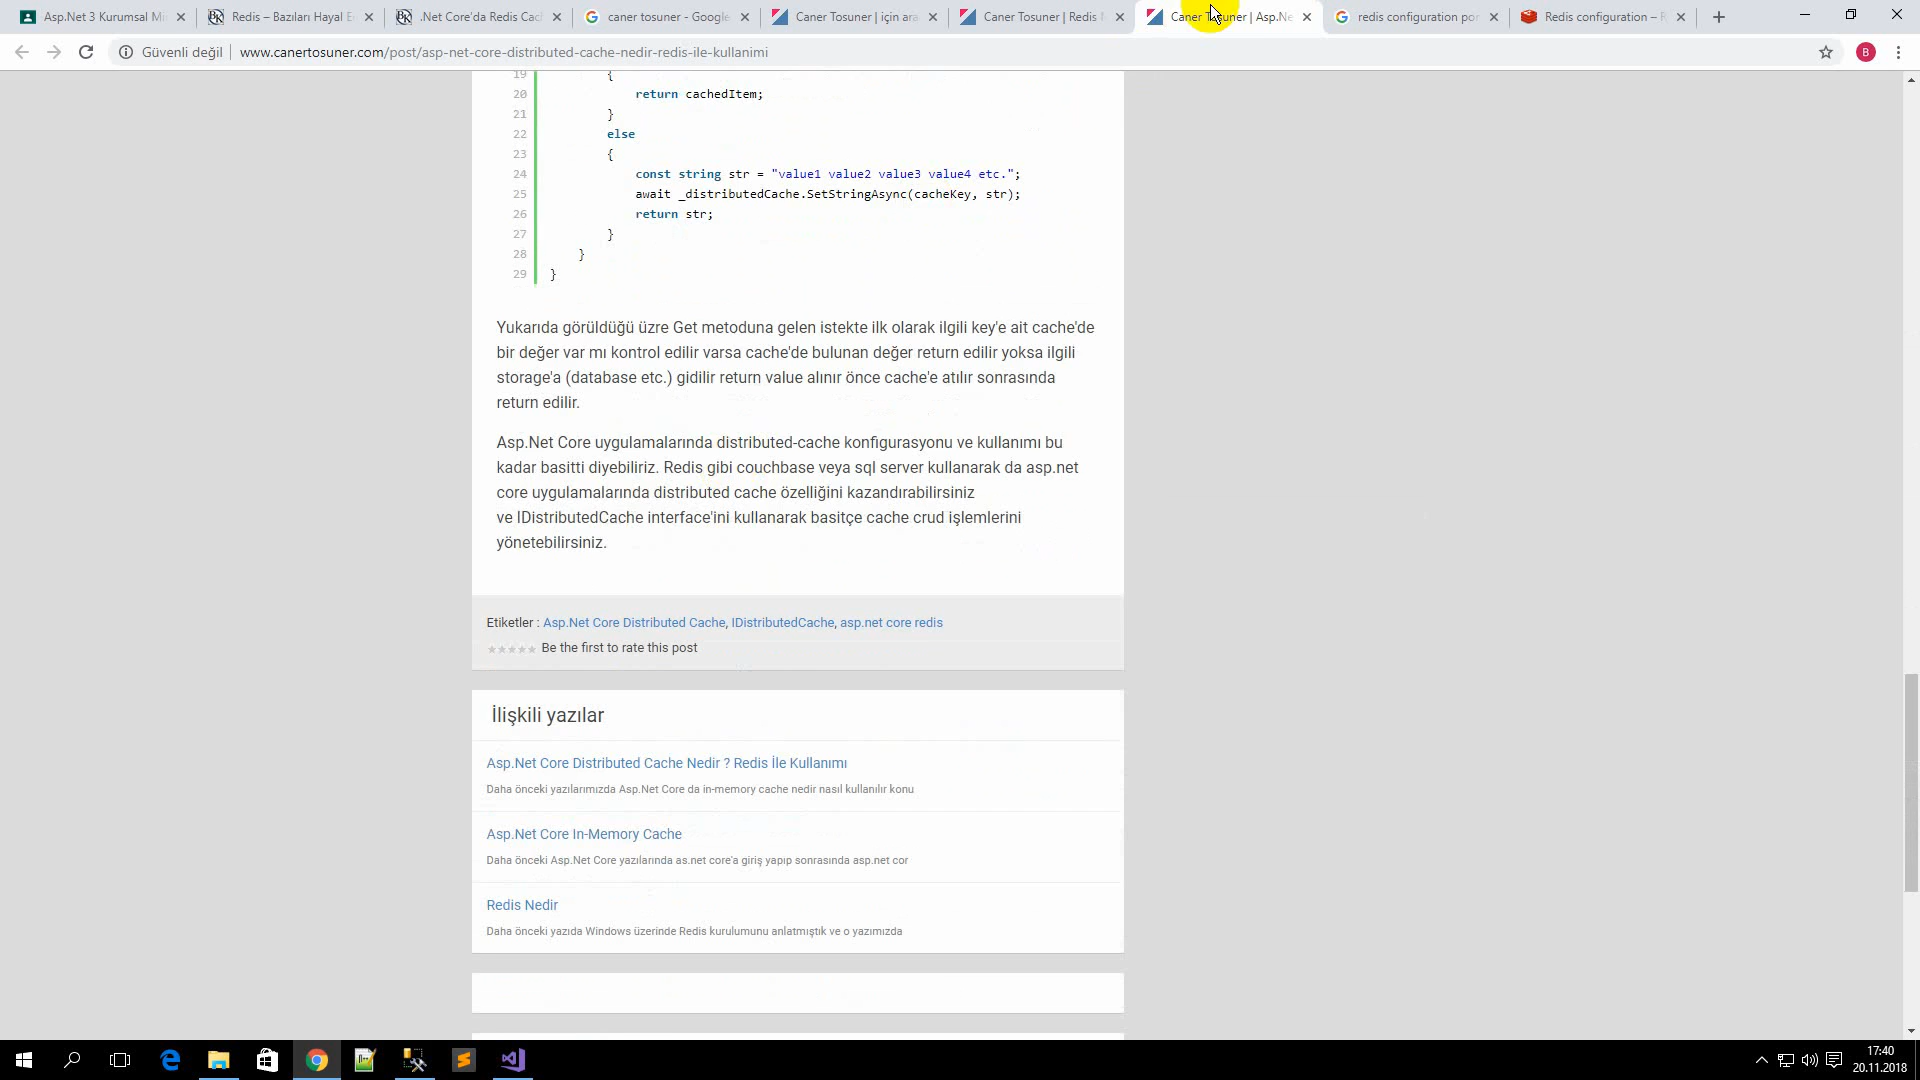 Asp.Net 3 Kurumsal Mi
Redis – Bazıları Hayal E
.Net Core'da Redis Cac
caner tosuner - Google
Caner Tosuner | için ara
Caner Tosuner | Redis N
Caner Tosuner | Asp.Ne
redis configuration por
Redis configuration – R
Güvenli değil
www.canertosuner.com/post/asp-net-core-distributed-cache-nedir-redis-ile-kullanimi
B
19 {
20 return cachedItem;
21 }
22 else
23 {
24 const string str = "value1 value2 value3 value4 etc.";
25 await _distributedCache.SetStringAsync(cacheKey, str);
26 return str;
27 }
28 }
29 }
Yukarıda görüldüğü üzre Get metoduna gelen istekte ilk olarak ilgili key'e ait cache'de
bir değer var mı kontrol edilir varsa cache'de bulunan değer return edilir yoksa ilgili
storage'a (database etc.) gidilir return value alınır önce cache'e atılır sonrasında
return edilir.
Asp.Net Core uygulamalarında distributed-cache konfigurasyonu ve kullanımı bu
kadar basitti diyebiliriz. Redis gibi couchbase veya sql server kullanarak da asp.net
core uygulamalarında distributed cache özelliğini kazandırabilirsiniz
ve IDistributedCache interface'ini kullanarak basitçe cache crud işlemlerini
yönetebilirsiniz.
Etiketler : Asp.Net Core Distributed Cache, IDistributedCache, asp.net core redis
Be the first to rate this post
İlişkili yazılar
Asp.Net Core Distributed Cache Nedir ? Redis İle Kullanımı
Daha önceki yazılarımızda Asp.Net Core da in-memory cache nedir nasıl kullanılır konu
Asp.Net Core In-Memory Cache
Daha önceki Asp.Net Core yazılarında as.net core'a giriş yapıp sonrasında asp.net cor
Redis Nedir
Daha önceki yazıda Windows üzerinde Redis kurulumunu anlatmıştık ve o yazımızda
17:40
20.11.2018